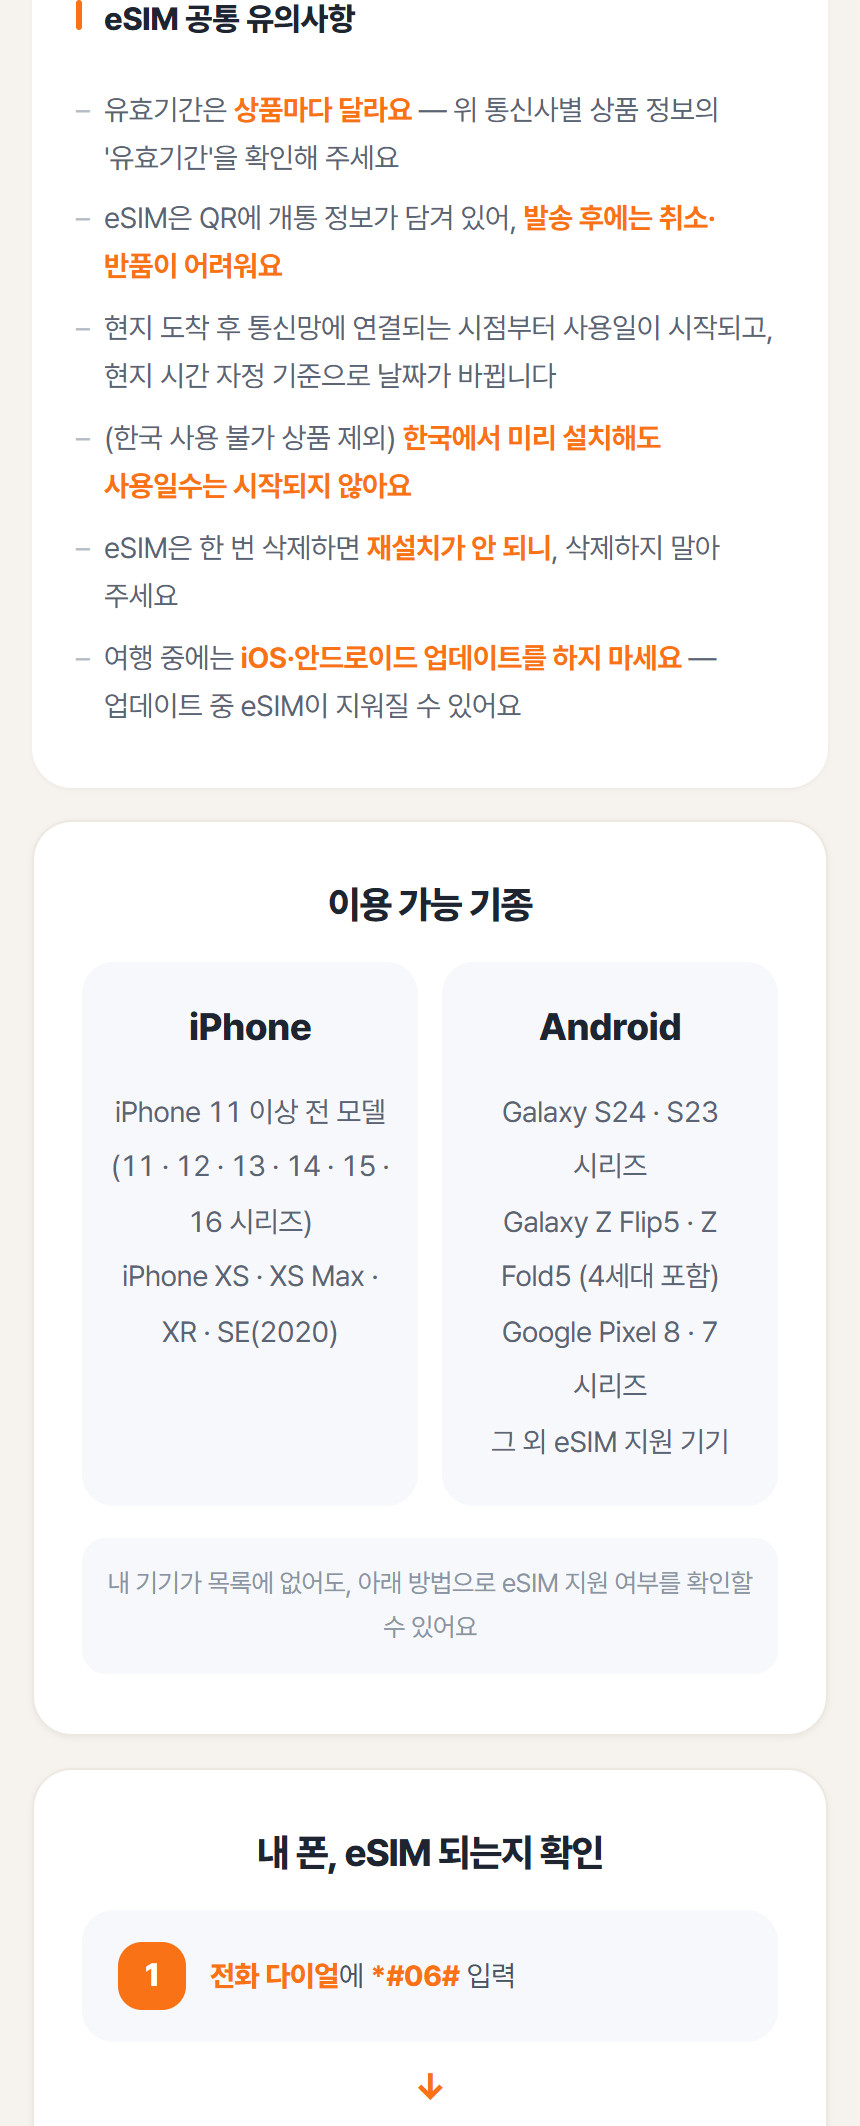 eSIM 공통 유의사항
– 유효기간은 상품마다 달라요 — 위 통신사별 상품 정보의
'유효기간'을 확인해 주세요
– eSIM은 QR에 개통 정보가 담겨 있어, 발송 후에는 취소·
반품이 어려워요
– 현지 도착 후 통신망에 연결되는 시점부터 사용일이 시작되고,
현지 시간 자정 기준으로 날짜가 바뀝니다
– (한국 사용 불가 상품 제외) 한국에서 미리 설치해도
사용일수는 시작되지 않아요
– eSIM은 한 번 삭제하면 재설치가 안 되니, 삭제하지 말아
주세요
– 여행 중에는 iOS·안드로이드 업데이트를 하지 마세요 —
업데이트 중 eSIM이 지워질 수 있어요
이용 가능 기종
iPhone
iPhone 11 이상 전 모델
(11 · 12 · 13 · 14 · 15 ·
16 시리즈)
iPhone XS · XS Max ·
XR · SE(2020)
Android
Galaxy S24 · S23
시리즈
Galaxy Z Flip5 · Z
Fold5 (4세대 포함)
Google Pixel 8 · 7
시리즈
그 외 eSIM 지원 기기
내 기기가 목록에 없어도, 아래 방법으로 eSIM 지원 여부를 확인할
수 있어요
내 폰, eSIM 되는지 확인
1 전화 다이얼에 *#06# 입력
↓